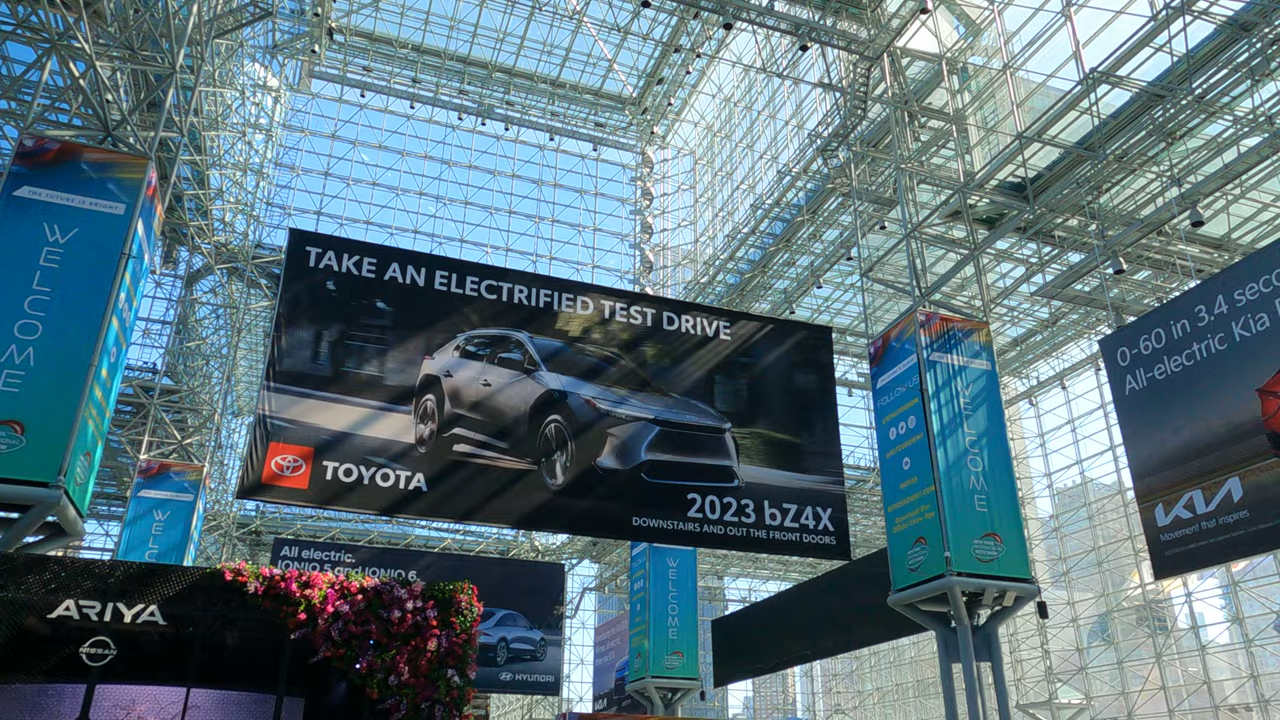 THE FUTURE IS BRIGHT
WELCOME
WELC
TAKE AN ELECTRIFIED TEST DRIVE
TOYOTA
2023 bZ4X
DOWNSTAIRS AND OUT THE FRONT DOORS
All electric.
IONIQ 5 and IONIQ 6.
HYUNDAI
ARIYA
NISSAN
WELCOME
FOLLOW US
WELCOME
0-60 in 3.4 seco
All-electric Kia
KIA
Movement that inspires